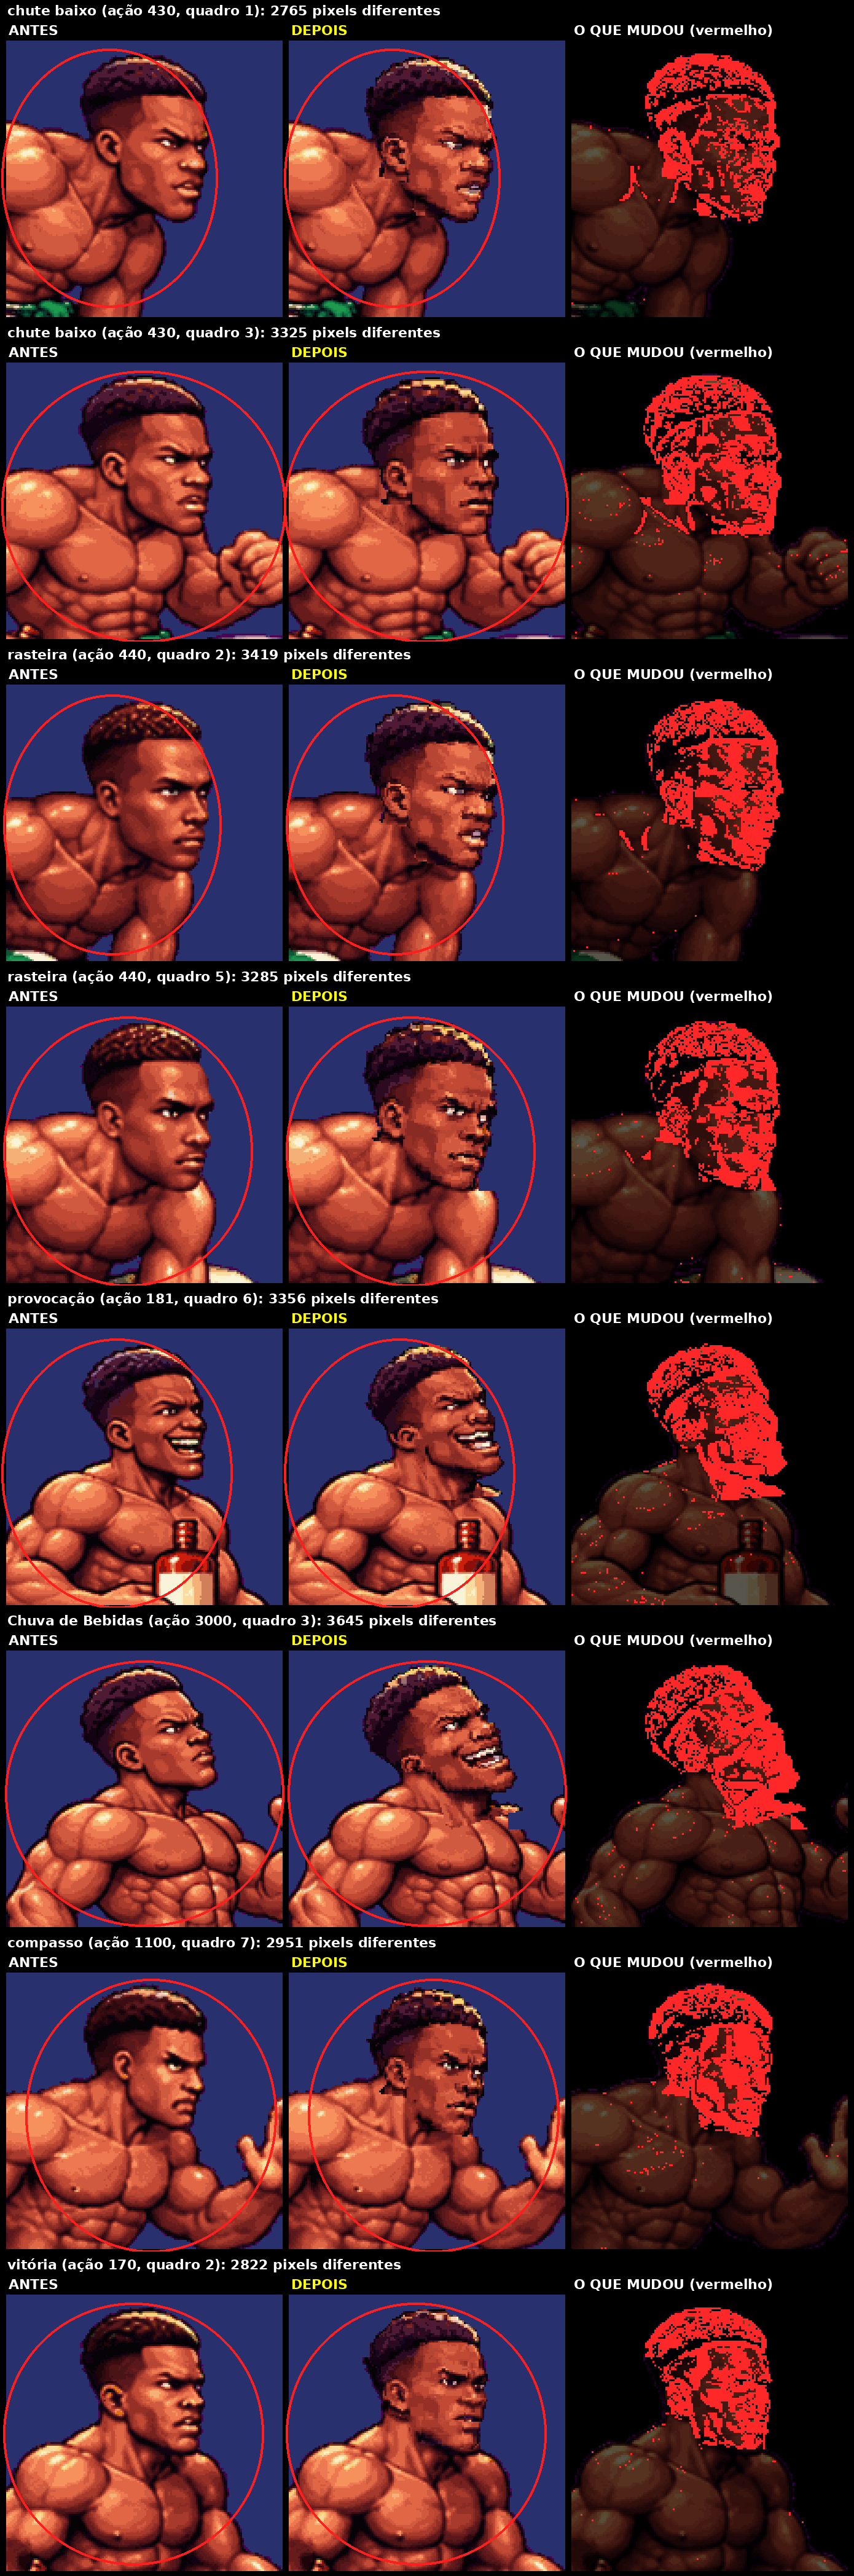 chute baixo (ação 430, quadro 1): 2765 pixels diferentes
ANTES DEPOIS O QUE MUDOU (vermelho)
chute baixo (ação 430, quadro 3): 3325 pixels diferentes
ANTES DEPOIS O QUE MUDOU (vermelho)
rasteira (ação 440, quadro 2): 3419 pixels diferentes
ANTES DEPOIS O QUE MUDOU (vermelho)
rasteira (ação 440, quadro 5): 3285 pixels diferentes
ANTES DEPOIS O QUE MUDOU (vermelho)
provocação (ação 181, quadro 6): 3356 pixels diferentes
ANTES DEPOIS O QUE MUDOU (vermelho)
Chuva de Bebidas (ação 3000, quadro 3): 3645 pixels diferentes
ANTES DEPOIS O QUE MUDOU (vermelho)
compasso (ação 1100, quadro 7): 2951 pixels diferentes
ANTES DEPOIS O QUE MUDOU (vermelho)
vitória (ação 170, quadro 2): 2822 pixels diferentes
ANTES DEPOIS O QUE MUDOU (vermelho)